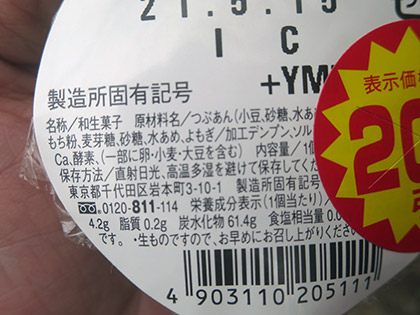 21.5.15
I C
+YM
製造所固有記号
名称/和生菓子 原材料名/つぶあん(小豆、砂糖、水あ
もち粉、麦芽糖、砂糖、水あめ、よもぎ/加工デンプン、ソル
Ca、酵素、(一部に卵・小麦・大豆を含む) 内容量/1個
保存方法/直射日光、高温多湿を避けて保存してくだ
東京都千代田区岩本町3-10-1 製造所固有記号
0120-811-114 栄養成分表示(1個当たり)/
4.2g 脂質 0.2g 炭水化物 61.4g 食塩相当量 0.0
です。・生ものですので、お早めにお召し上がりください
4 903110 205111
表示価格
20